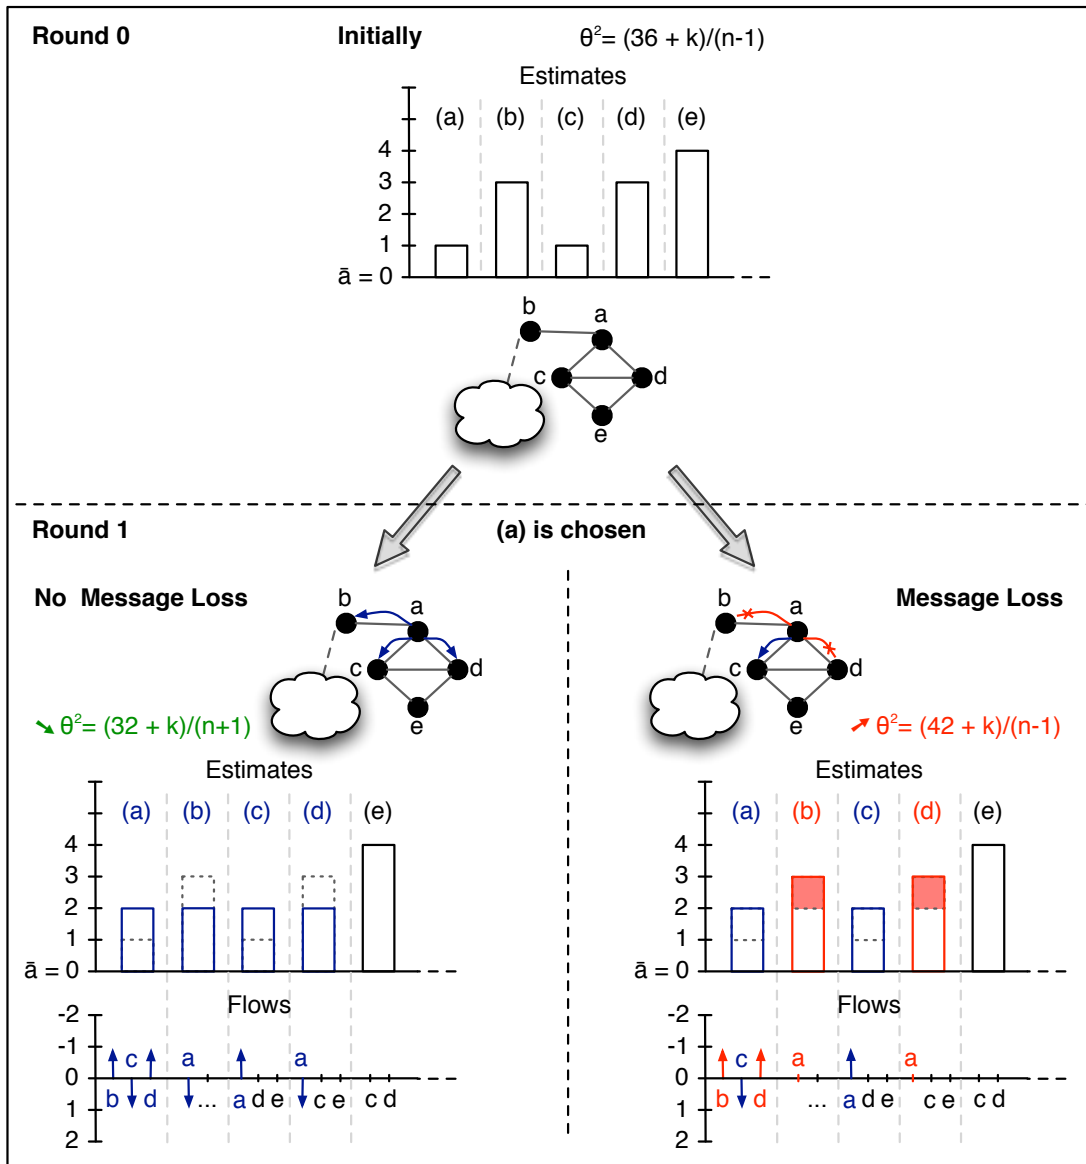 Round 0 Initially θ²= (36 + k)/(n-1)
Estimates
(a) (b) (c) (d) (e)
4
3
2
1
ā = 0
b a
c d
e
Round 1 (a) is chosen
No Message Loss
b a
c d
e
θ²= (32 + k)/(n+1)
Estimates
(a) (b) (c) (d) (e)
4
3
2
1
ā = 0
Flows
-2
-1 c a a
0
b d ... a d e c e c d
1
2
Message Loss
b a
c d
e
θ²= (42 + k)/(n-1)
Estimates
(a) (b) (c) (d) (e)
4
3
2
1
ā = 0
Flows
-2
-1 c a a
0
b d ... a d e c e c d
1
2